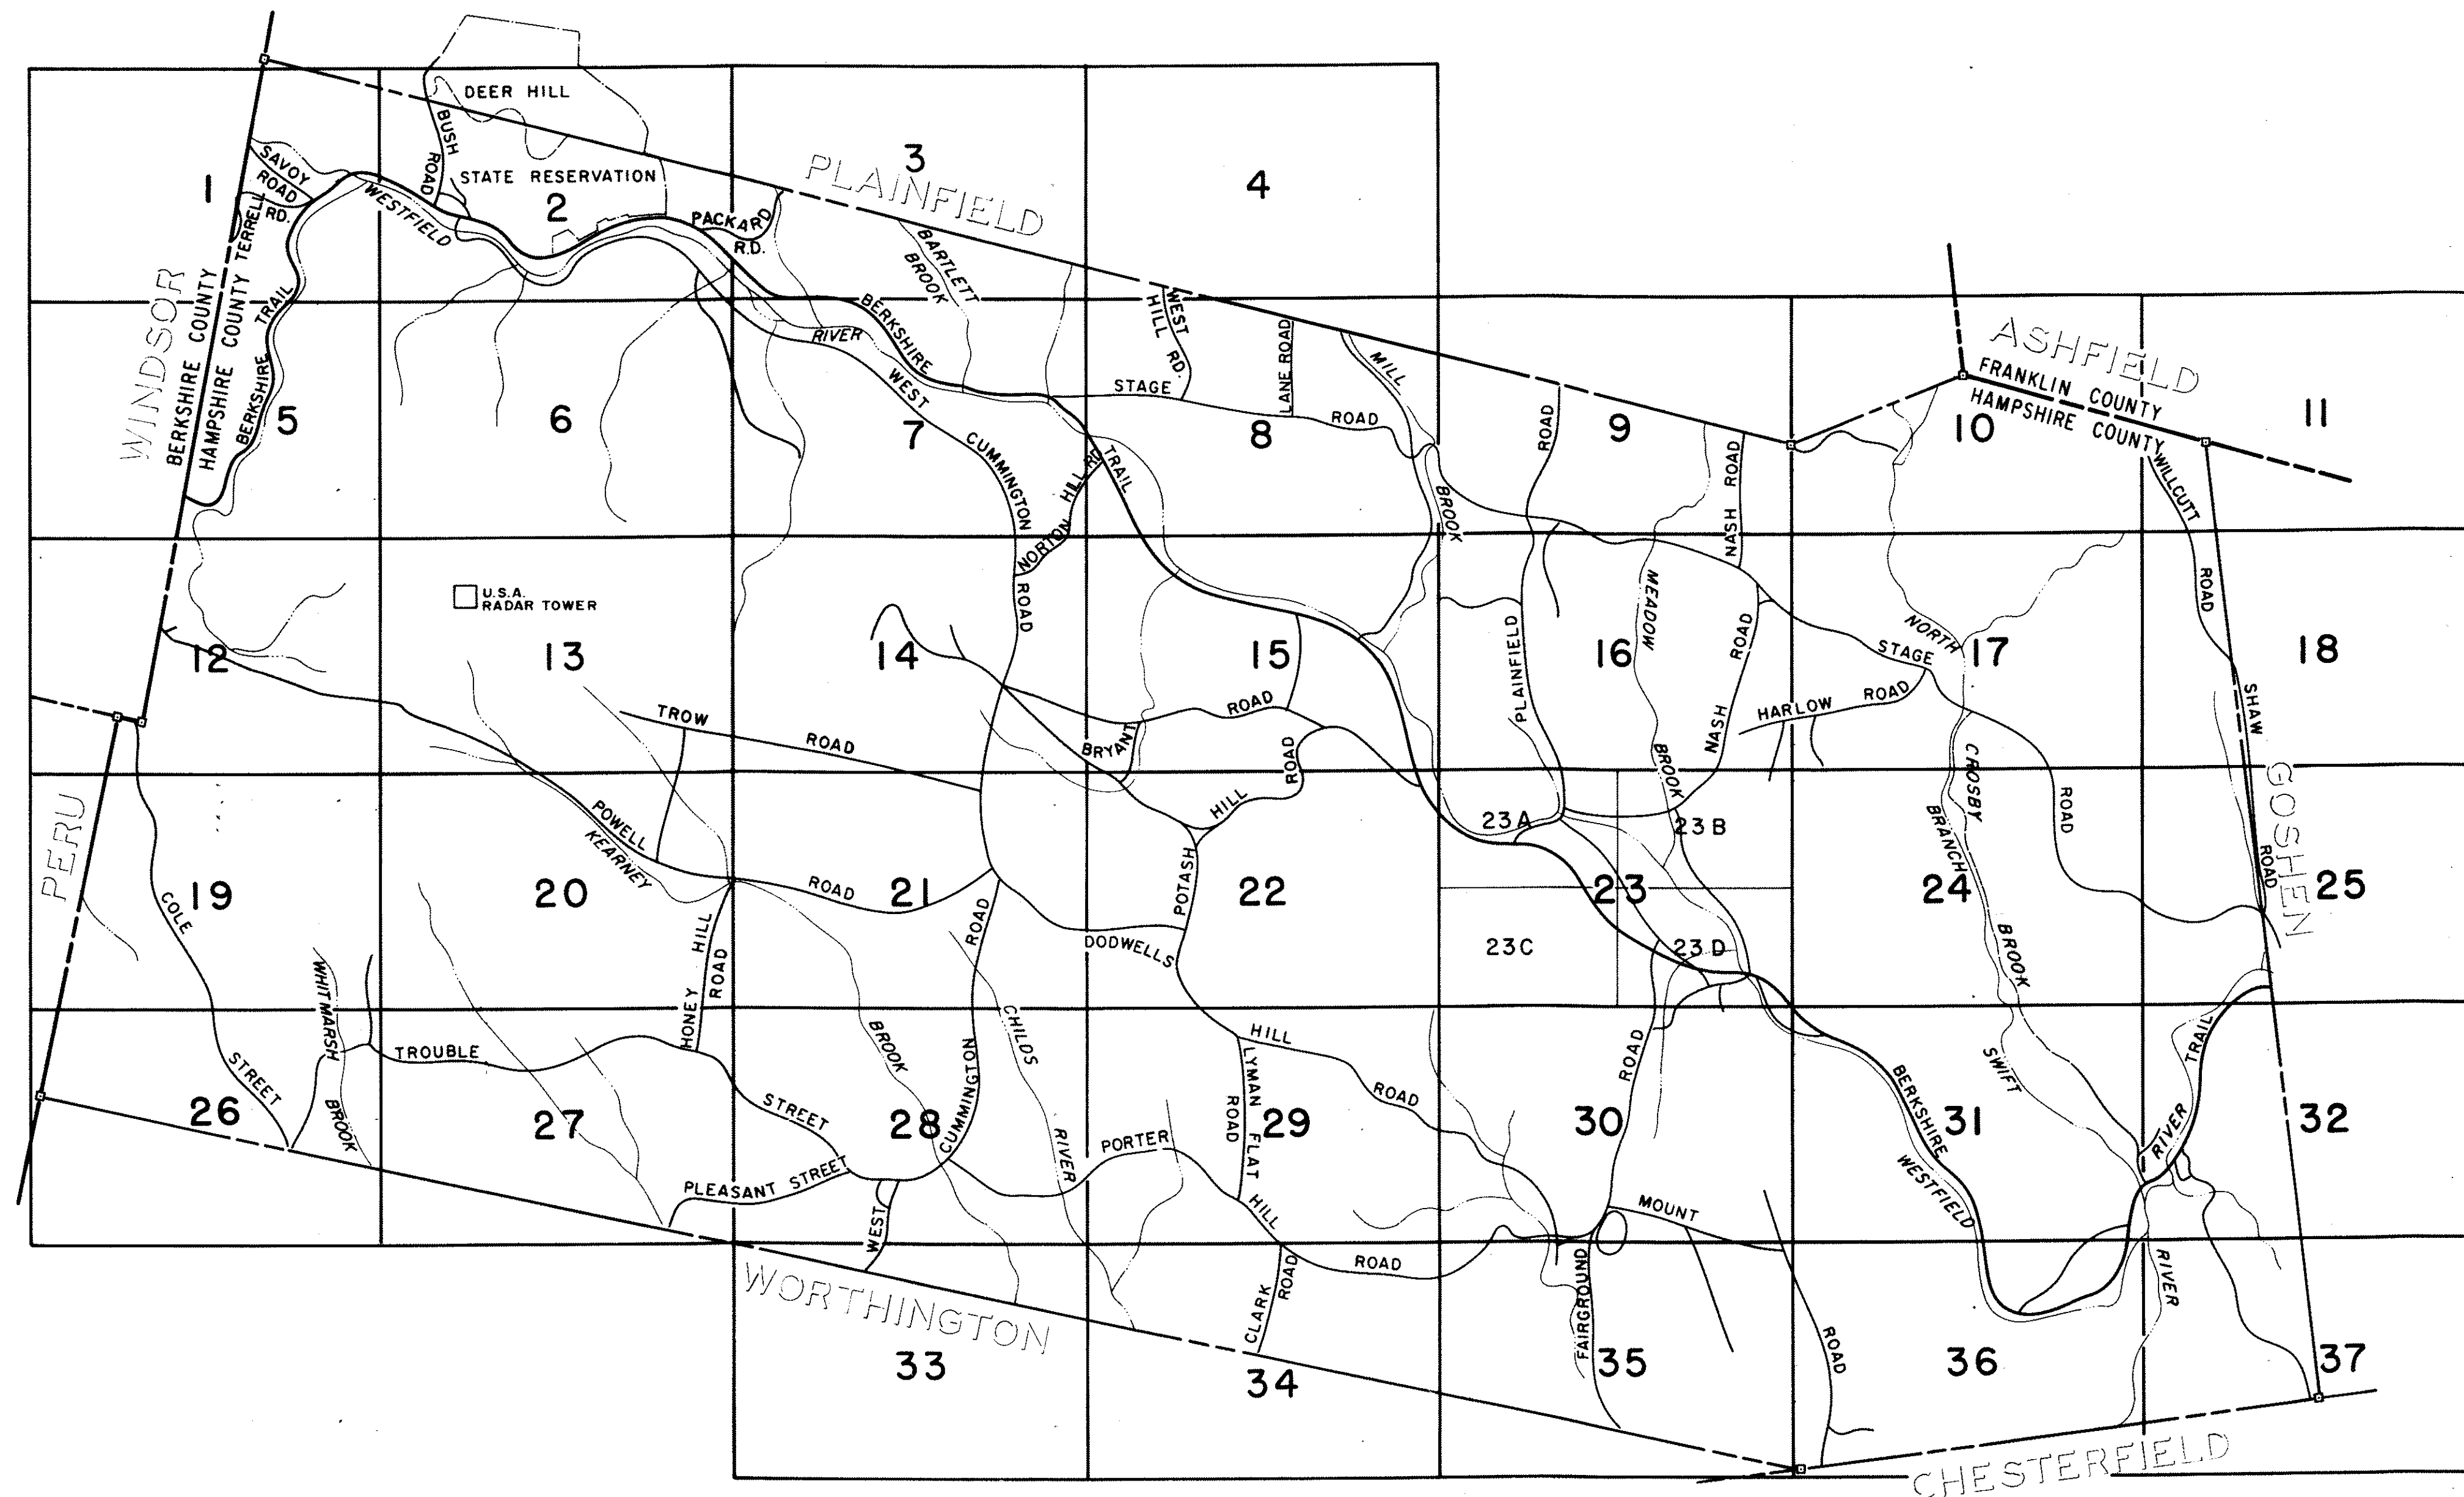 DEER HILL
STATE RESERVATION
BUSH
ROAD
SAVOY
ROAD
TERRELL
RD.
1
2
3
4
PLAINFIELD
PACKARD
R.D.
WESTFIELD
BARTLETT
BROOK
WINDSOR
BERKSHIRE COUNTY
HAMPSHIRE COUNTY
BERKSHIRE
TRAIL
RIVER
BERKSHIRE
WEST
HILL RD.
LANE ROAD
MILL
STAGE
ROAD
BROOK
ROAD
NASH ROAD
ASHFIELD
FRANKLIN COUNTY
HAMPSHIRE COUNTY
5
6
7
8
9
10
11
WEST
CUMMINGTON
ROAD
NORTON
HILL RD
TRAIL
WILLCUTT
ROAD
U.S.A.
RADAR TOWER
12
13
14
15
16
17
18
PLAINFIELD
MEADOW
BROOK
NASH
ROAD
NORTH
STAGE
HARLOW
ROAD
SHAW
ROAD
TROW
ROAD
BRYANT
ROAD
HILL
ROAD
POTASH
CROSBY
BRANCH
BROOK
ROAD
GOSHEN
PERU
COLE
STREET
POWELL
KEARNEY
ROAD
19
20
21
22
23A
23B
23
23C
23D
24
25
HONEY
HILL
ROAD
ROAD
DODWELLS
WHITMARSH
BROOK
TROUBLE
STREET
BROOK
CHILDS
RIVER
CUMMINGTON
HILL
ROAD
LYMAN FLAT
ROAD
ROAD
SWIFT
RIVER
TRAIL
BERKSHIRE
WESTFIELD
26
27
28
29
30
31
32
PLEASANT STREET
WEST
PORTER
HILL
ROAD
MOUNT
ROAD
CLARK
ROAD
FAIRGROUND
RIVER
WORTHINGTON
33
34
35
36
37
CHESTERFIELD